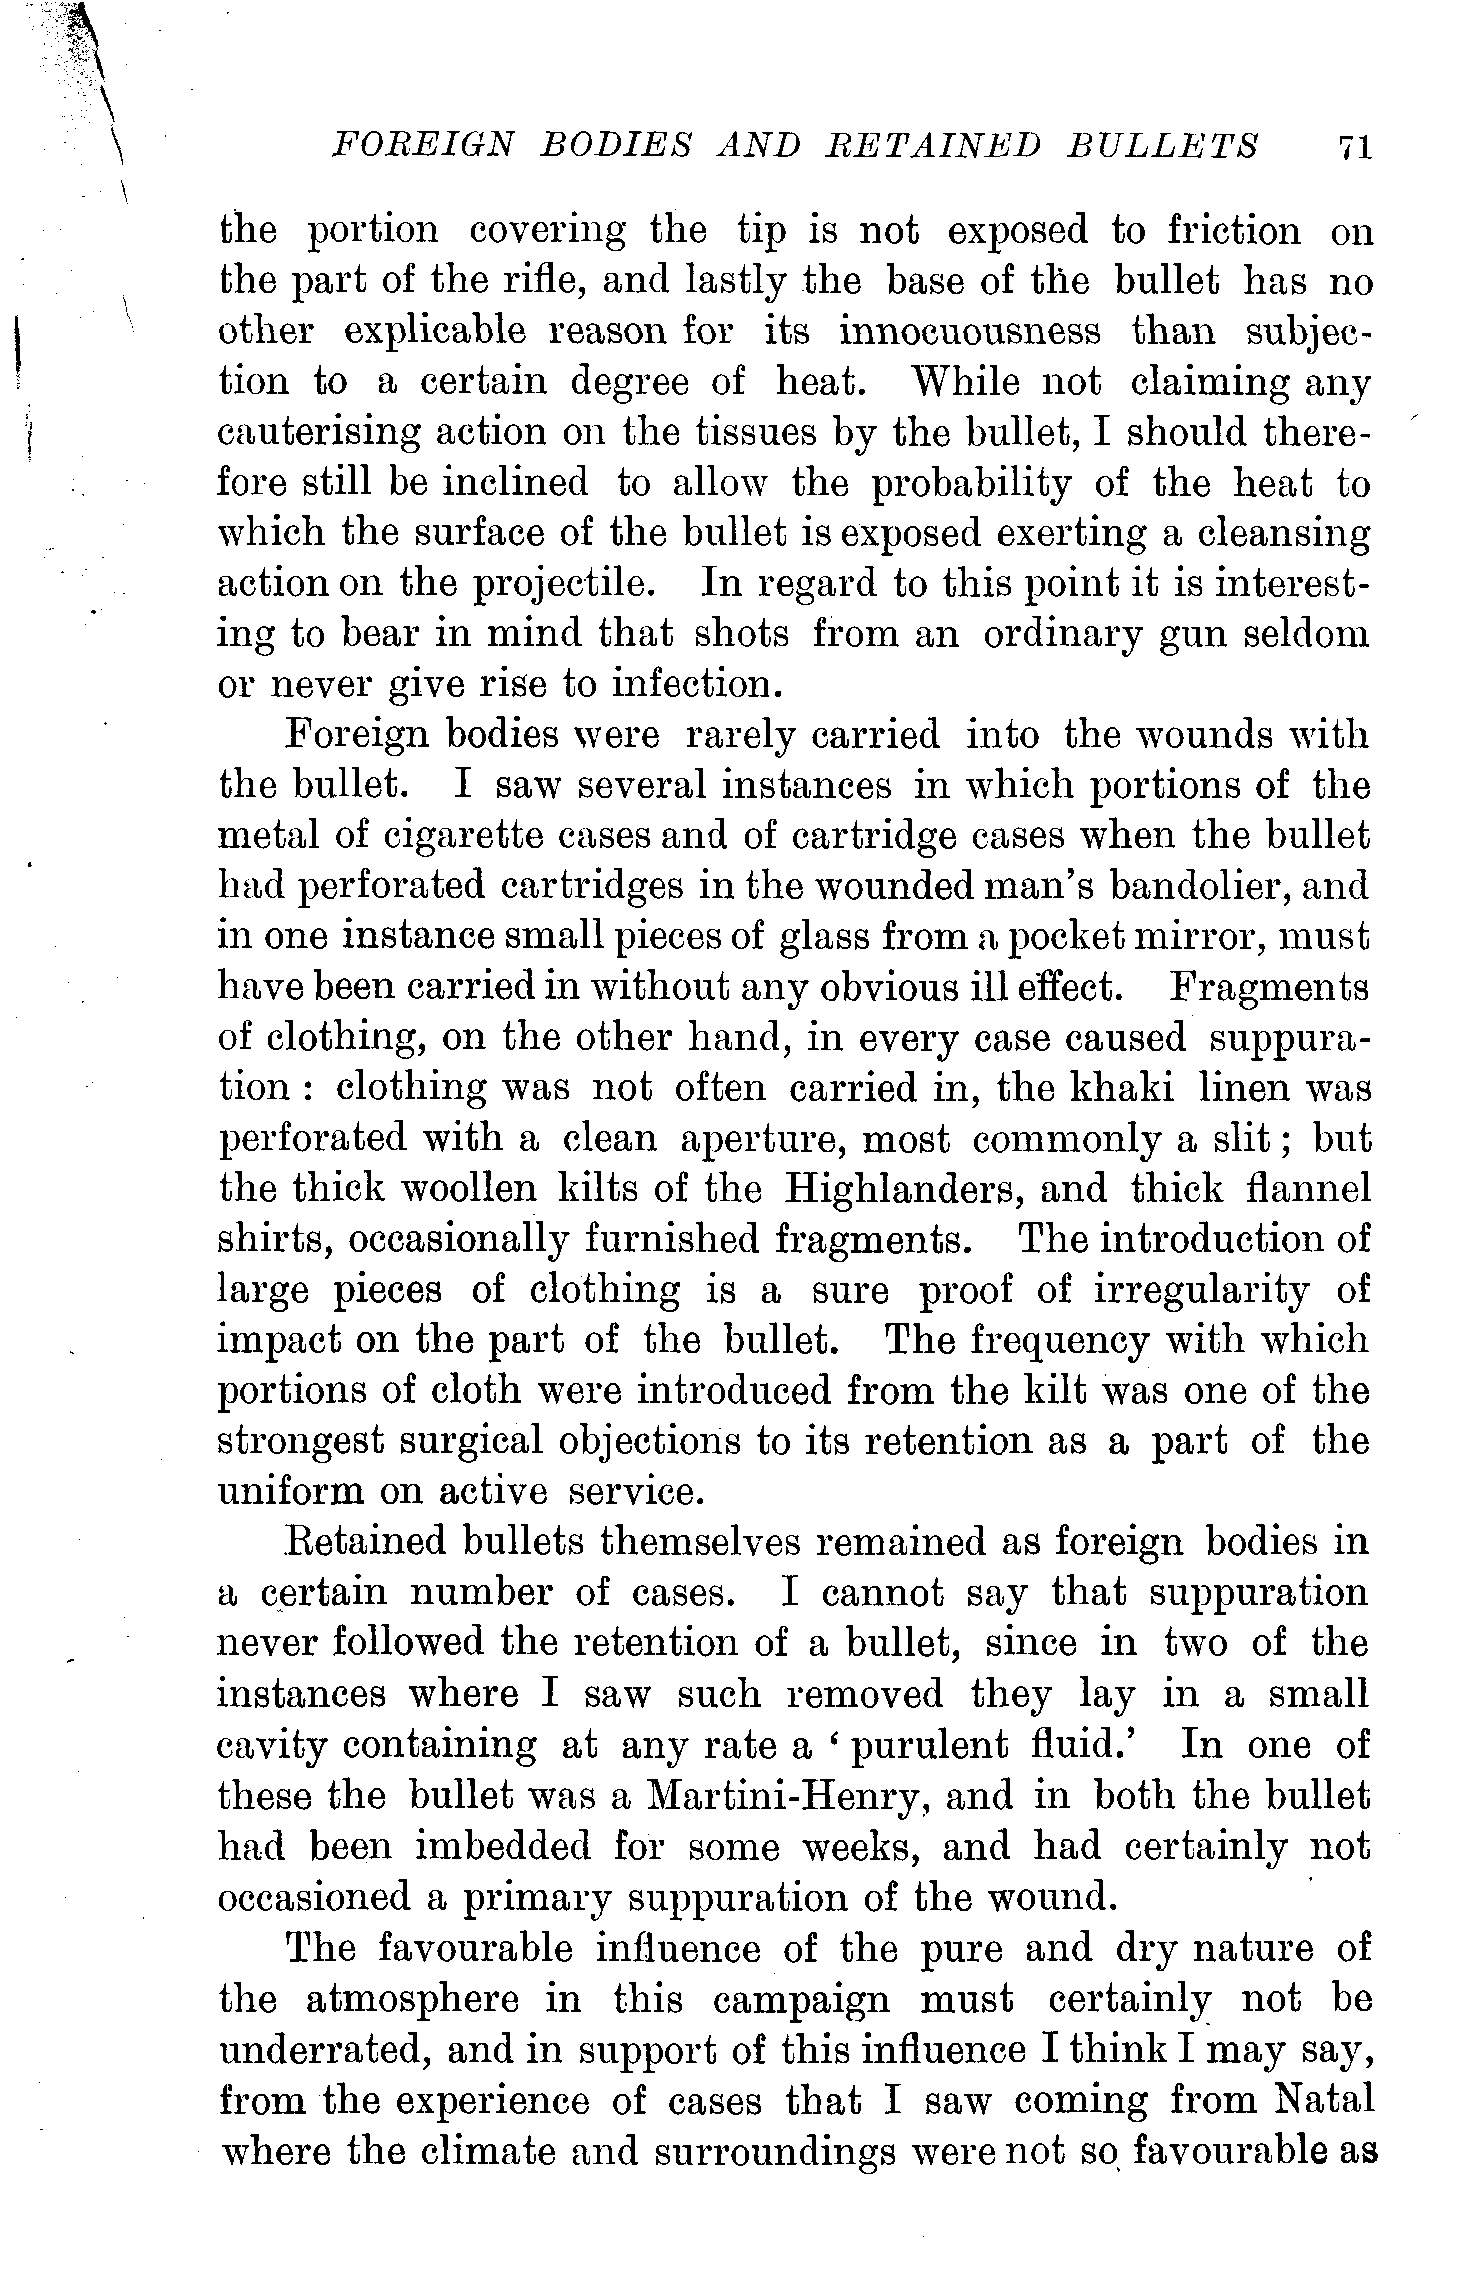 FOREIGN BODIES AND RETAINED BULLETS 71
the portion covering the tip is not exposed to friction on
the part of the rifle, and lastly the base of the bullet has no
other explicable reason for its innocuousness than subjec-
tion to a certain degree of heat. While not claiming any
cauterising action on the tissues by the bullet, I should there-
fore still be inclined to allow the probability of the heat to
which the surface of the bullet is exposed exerting a cleansing
action on the projectile. In regard to this point it is interest-
ing to bear in mind that shots from an ordinary gun seldom
or never give rise to infection.
Foreign bodies were rarely carried into the wounds with
the bullet. I saw several instances in which portions of the
metal of cigarette cases and of cartridge cases when the bullet
had perforated cartridges in the wounded man's bandolier, and
in one instance small pieces of glass from a pocket mirror, must
have been carried in without any obvious ill effect. Fragments
of clothing, on the other hand, in every case caused suppura-
tion : clothing was not often carried in, the khaki linen was
perforated with a clean aperture, most commonly a slit ; but
the thick woollen kilts of the Highlanders, and thick flannel
shirts, occasionally furnished fragments. The introduction of
large pieces of clothing is a sure proof of irregularity of
impact on the part of the bullet. The frequency with which
portions of cloth were introduced from the kilt was one of the
strongest surgical objections to its retention as a part of the
uniform on active service.
Retained bullets themselves remained as foreign bodies in
a certain number of cases. I cannot say that suppuration
never followed the retention of a bullet, since in two of the
instances where I saw such removed they lay in a small
cavity containing at any rate a ‘ purulent fluid.’ In one of
these the bullet was a Martini-Henry, and in both the bullet
had been imbedded for some weeks, and had certainly not
occasioned a primary suppuration of the wound.
The favourable influence of the pure and dry nature of
the atmosphere in this campaign must certainly not be
underrated, and in support of this influence I think I may say,
from the experience of cases that I saw coming from Natal
where the climate and surroundings were not so favourable as